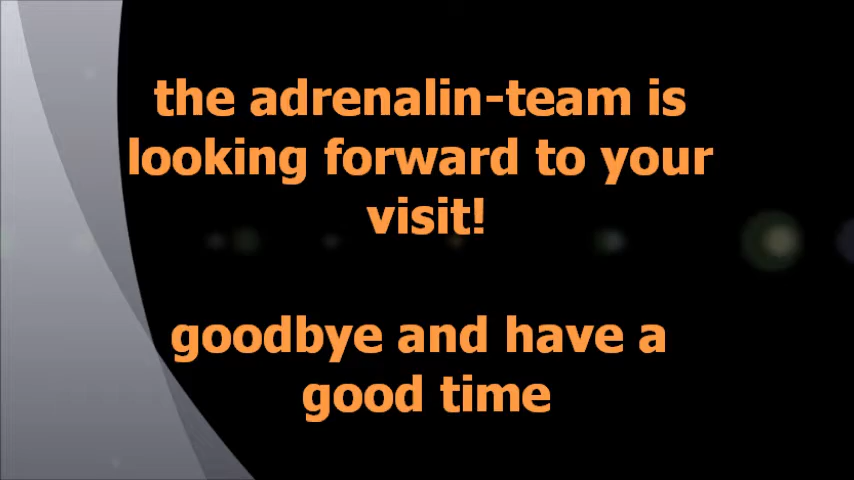 the adrenalin-team is
looking forward to your
visit!
goodbye and have a
good time